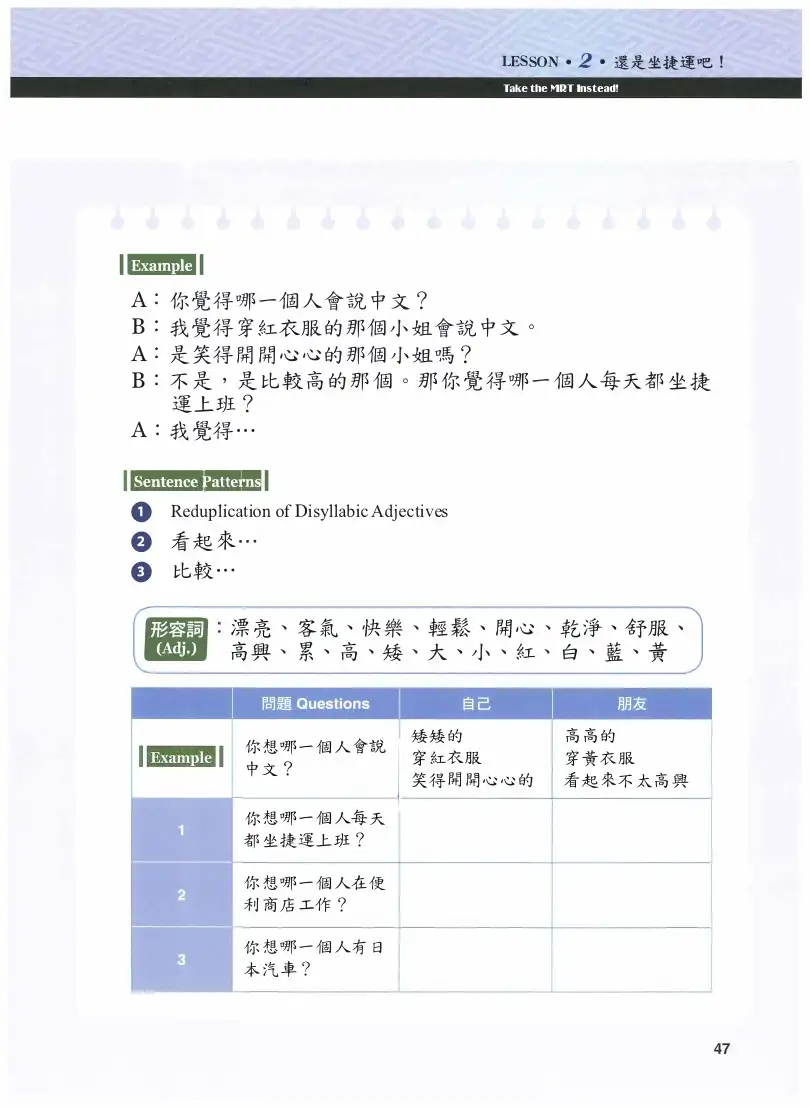 LESSON • 2 • 還是坐捷運吧！
Take the MRT Instead!
Example
A：你覺得哪一個人會說中文？
B：我覺得穿紅衣服的那個小姐會說中文。
A：是笑得開開心心的那個小姐嗎？
B：不是，是比較高的那個。那你覺得哪一個人每天都坐捷
運上班？
A：我覺得…
Sentence Patterns
1 Reduplication of Disyllabic Adjectives
2 看起來…
3 比較…
形容詞：漂亮、客氣、快樂、輕鬆、開心、乾淨、舒服、
(Adj.) 高興、累、高、矮、大、小、紅、白、藍、黃
問題 Questions 自己 朋友
Example
你想哪一個人會說
中文？
矮矮的
穿紅衣服
笑得開開心心的
高高的
穿黃衣服
看起來不太高興
1
你想哪一個人每天
都坐捷運上班？
2
你想哪一個人在便
利商店工作？
3
你想哪一個人有日
本汽車？
47